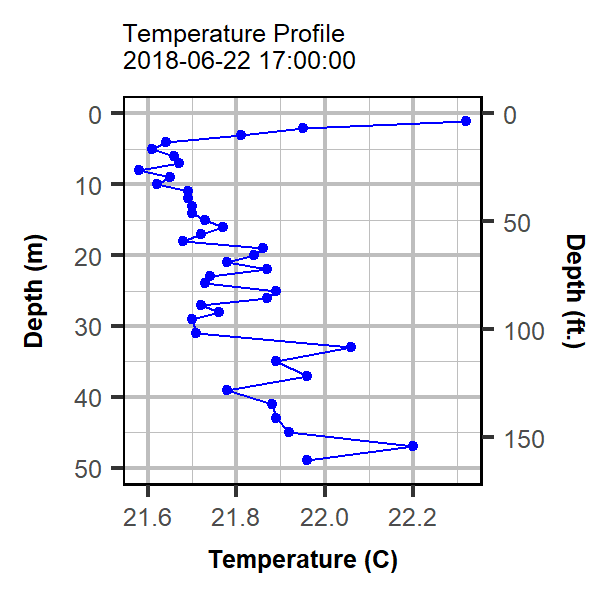 Temperature Profile
2018-06-22 17:00:00
0
10
20
30
40
50
Depth (m)
0
50
100
150
Depth (ft.)
21.6 21.8 22.0 22.2
Temperature (C)